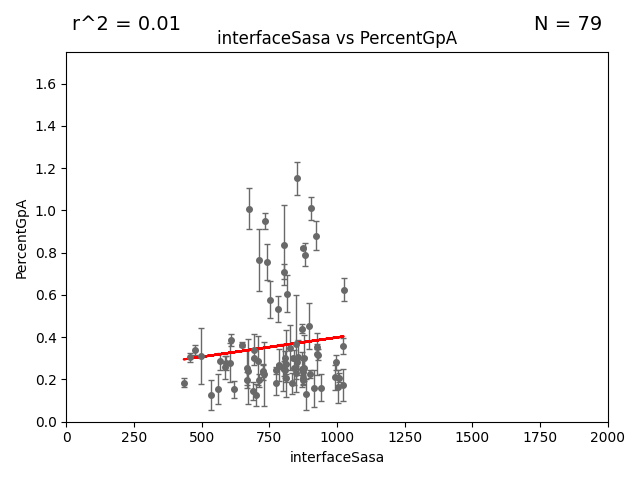 r^2 = 0.01
N = 79
interfaceSasa vs PercentGpA
1.6
1.4
1.2
1.0
0.8
0.6
0.4
0.2
0.0
PercentGpA
0 250 500 750 1000 1250 1500 1750 2000
interfaceSasa